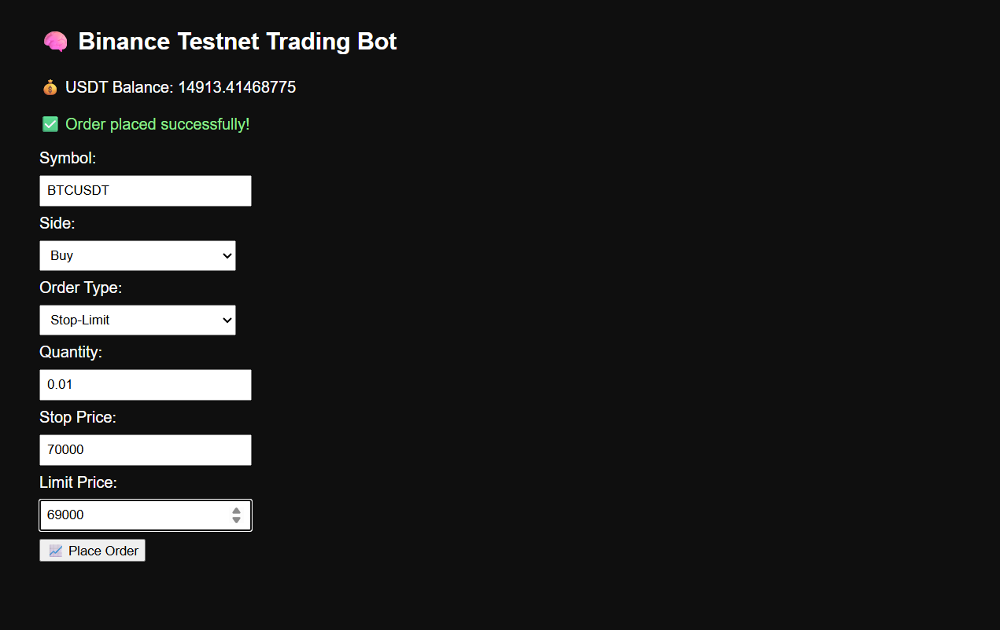 🧠 Binance Testnet Trading Bot
💰 USDT Balance: 14913.41468775
✅ Order placed successfully!
Symbol:
BTCUSDT
Side:
Buy
Order Type:
Stop-Limit
Quantity:
0.01
Stop Price:
70000
Limit Price:
69000
📈 Place Order